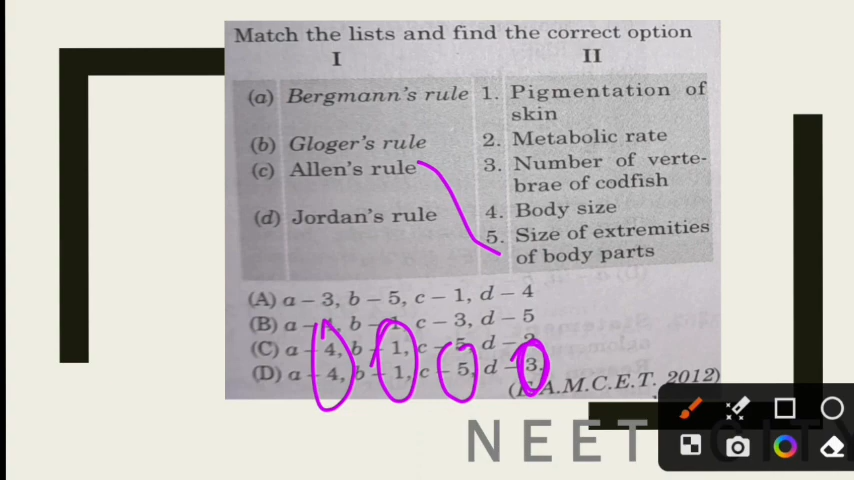 Match the lists and find the correct option
I II
(a) Bergmann's rule 1. Pigmentation of
skin
(b) Gloger's rule 2. Metabolic rate
(c) Allen's rule 3. Number of verte-
brae of codfish
(d) Jordan's rule 4. Body size
5. Size of extremities
of body parts
(A) a – 3, b – 5, c – 1, d – 4
(B) a – 4, b – 1, c – 3, d – 5
(C) a – 4, b – 1, c – 5, d – 2
(D) a – 4, b – 1, c – 5, d – 3.
A.M.C.E.T. 2012)
NEET CITY